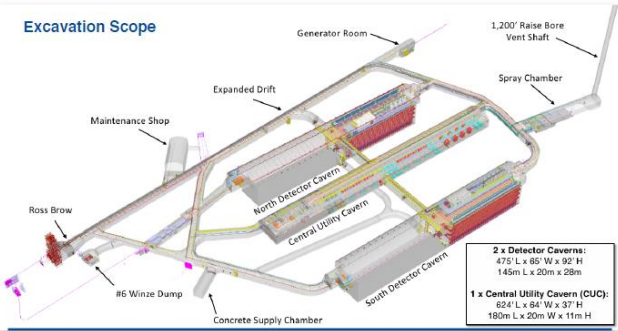 Excavation Scope
Generator Room
1,200' Raise Bore
Vent Shaft
Spray Chamber
Expanded Drift
Maintenance Shop
North Detector Cavern
Central Utility Cavern
South Detector Cavern
Ross Brow
#6 Winze Dump
Concrete Supply Chamber
2 x Detector Caverns:
475' L x 65' W x 92' H
145m L x 20m x 28m
1 x Central Utility Cavern (CUC):
624' L x 64' W x 37' H
180m L x 20m W x 11m H